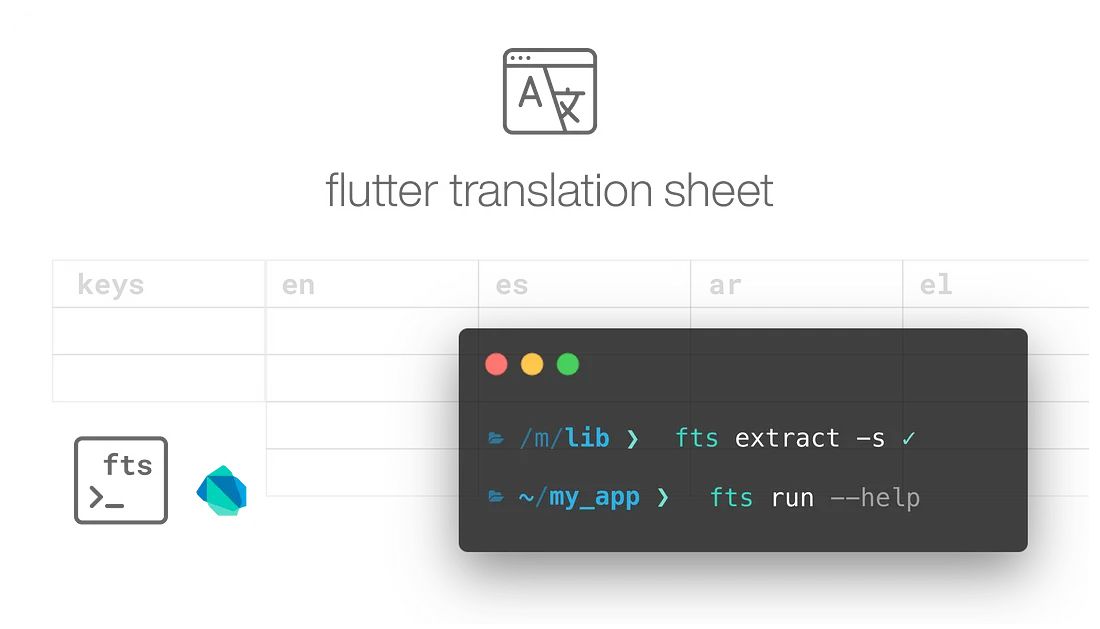 A 文
flutter translation sheet
keys en es ar el
fts
>_
/m/lib ❯ fts extract –s ✓
~/my_app ❯ fts run --help